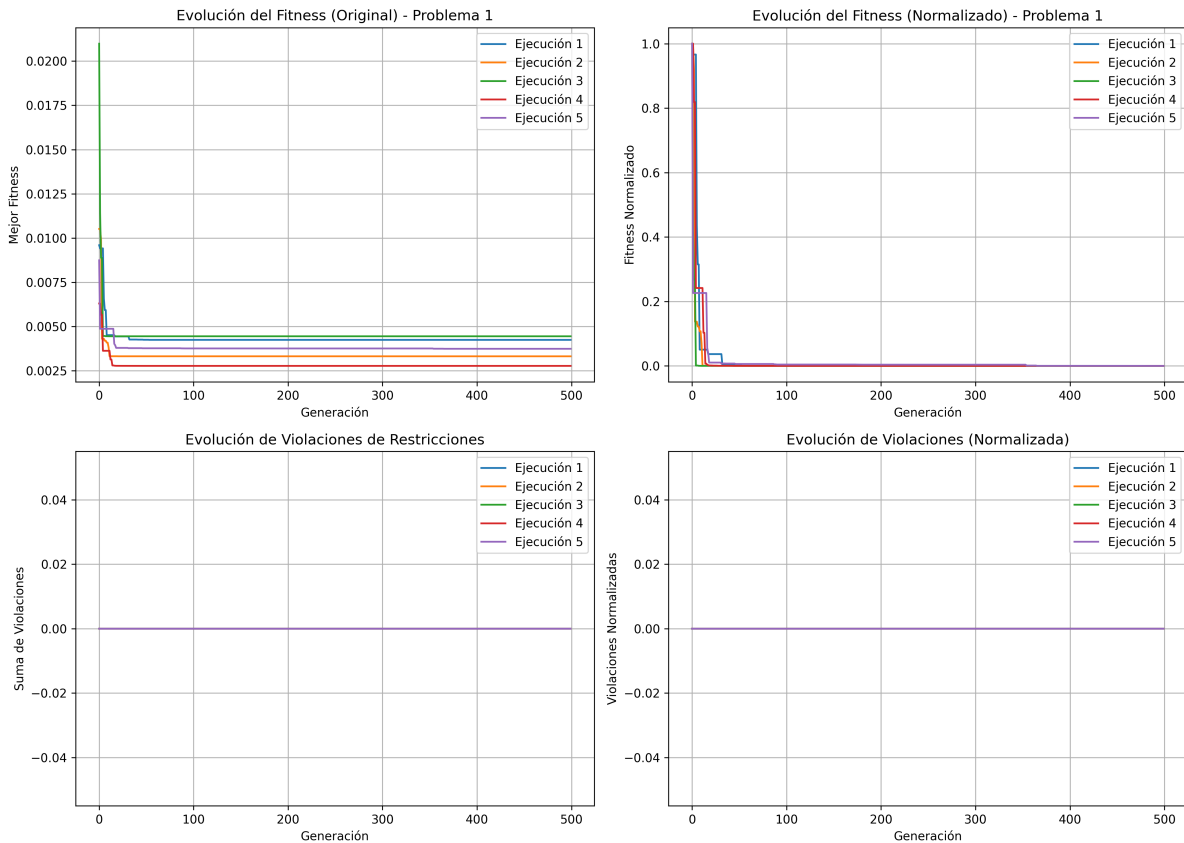 Evolución del Fitness (Original) - Problema 1
Mejor Fitness
0.0200
0.0175
0.0150
0.0125
0.0100
0.0075
0.0050
0.0025
0
100
200
300
400
500
Generación
Ejecución 1
Ejecución 2
Ejecución 3
Ejecución 4
Ejecución 5
Evolución del Fitness (Normalizado) - Problema 1
Fitness Normalizado
1.0
0.8
0.6
0.4
0.2
0.0
0
100
200
300
400
500
Generación
Ejecución 1
Ejecución 2
Ejecución 3
Ejecución 4
Ejecución 5
Evolución de Violaciones de Restricciones
Suma de Violaciones
0.04
0.02
0.00
−0.02
−0.04
0
100
200
300
400
500
Generación
Ejecución 1
Ejecución 2
Ejecución 3
Ejecución 4
Ejecución 5
Evolución de Violaciones (Normalizada)
Violaciones Normalizadas
0.04
0.02
0.00
−0.02
−0.04
0
100
200
300
400
500
Generación
Ejecución 1
Ejecución 2
Ejecución 3
Ejecución 4
Ejecución 5